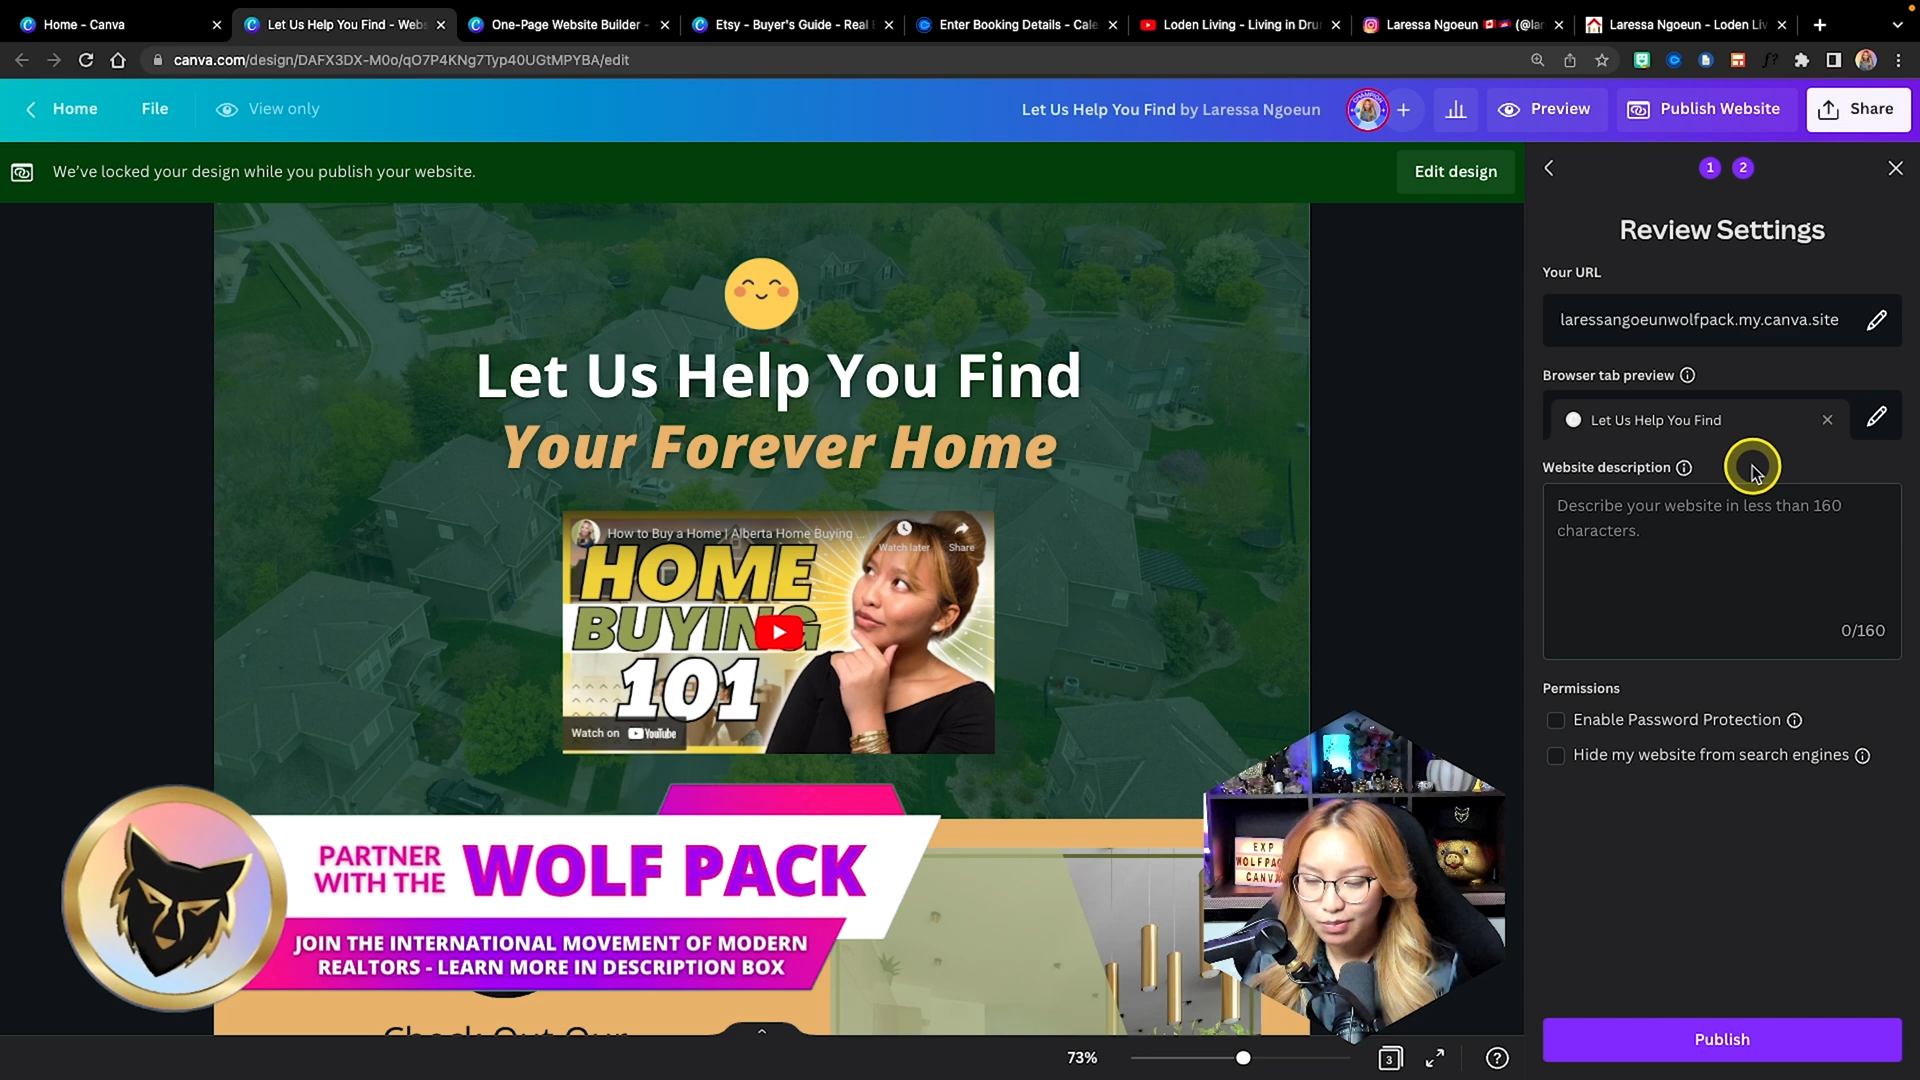 Home - Canva
Let Us Help You Find - Webs
One-Page Website Builder -
Etsy - Buyer's Guide - Real E
Enter Booking Details - Cale
Loden Living - Living in Dru
Laressa Ngoeun 🇨🇦🇰🇭 (@lar
Laressa Ngoeun - Loden Liv
canva.com/design/DAFX3DX-M0o/qO7P4KNg7Typ40UGtMPYBA/edit
Home
File
View only
Let Us Help You Find by Laressa Ngoeun
Preview
Publish Website
Share
We've locked your design while you publish your website.
Edit design
1 2
Review Settings
Your URL
laressangoeunwolfpack.my.canva.site
Browser tab preview
Let Us Help You Find
Website description
Describe your website in less than 160
characters.
0/160
Permissions
Enable Password Protection
Hide my website from search engines
Publish
Let Us Help You Find
Your Forever Home
How to Buy a Home | Alberta Home Buying ...
Watch later
Share
HOME
BUYING
101
Watch on YouTube
PARTNER
WITH THE
WOLF PACK
JOIN THE INTERNATIONAL MOVEMENT OF MODERN
REALTORS - LEARN MORE IN DESCRIPTION BOX
EXP
WOLFPAC
CANV
Check Out Our
73%
3